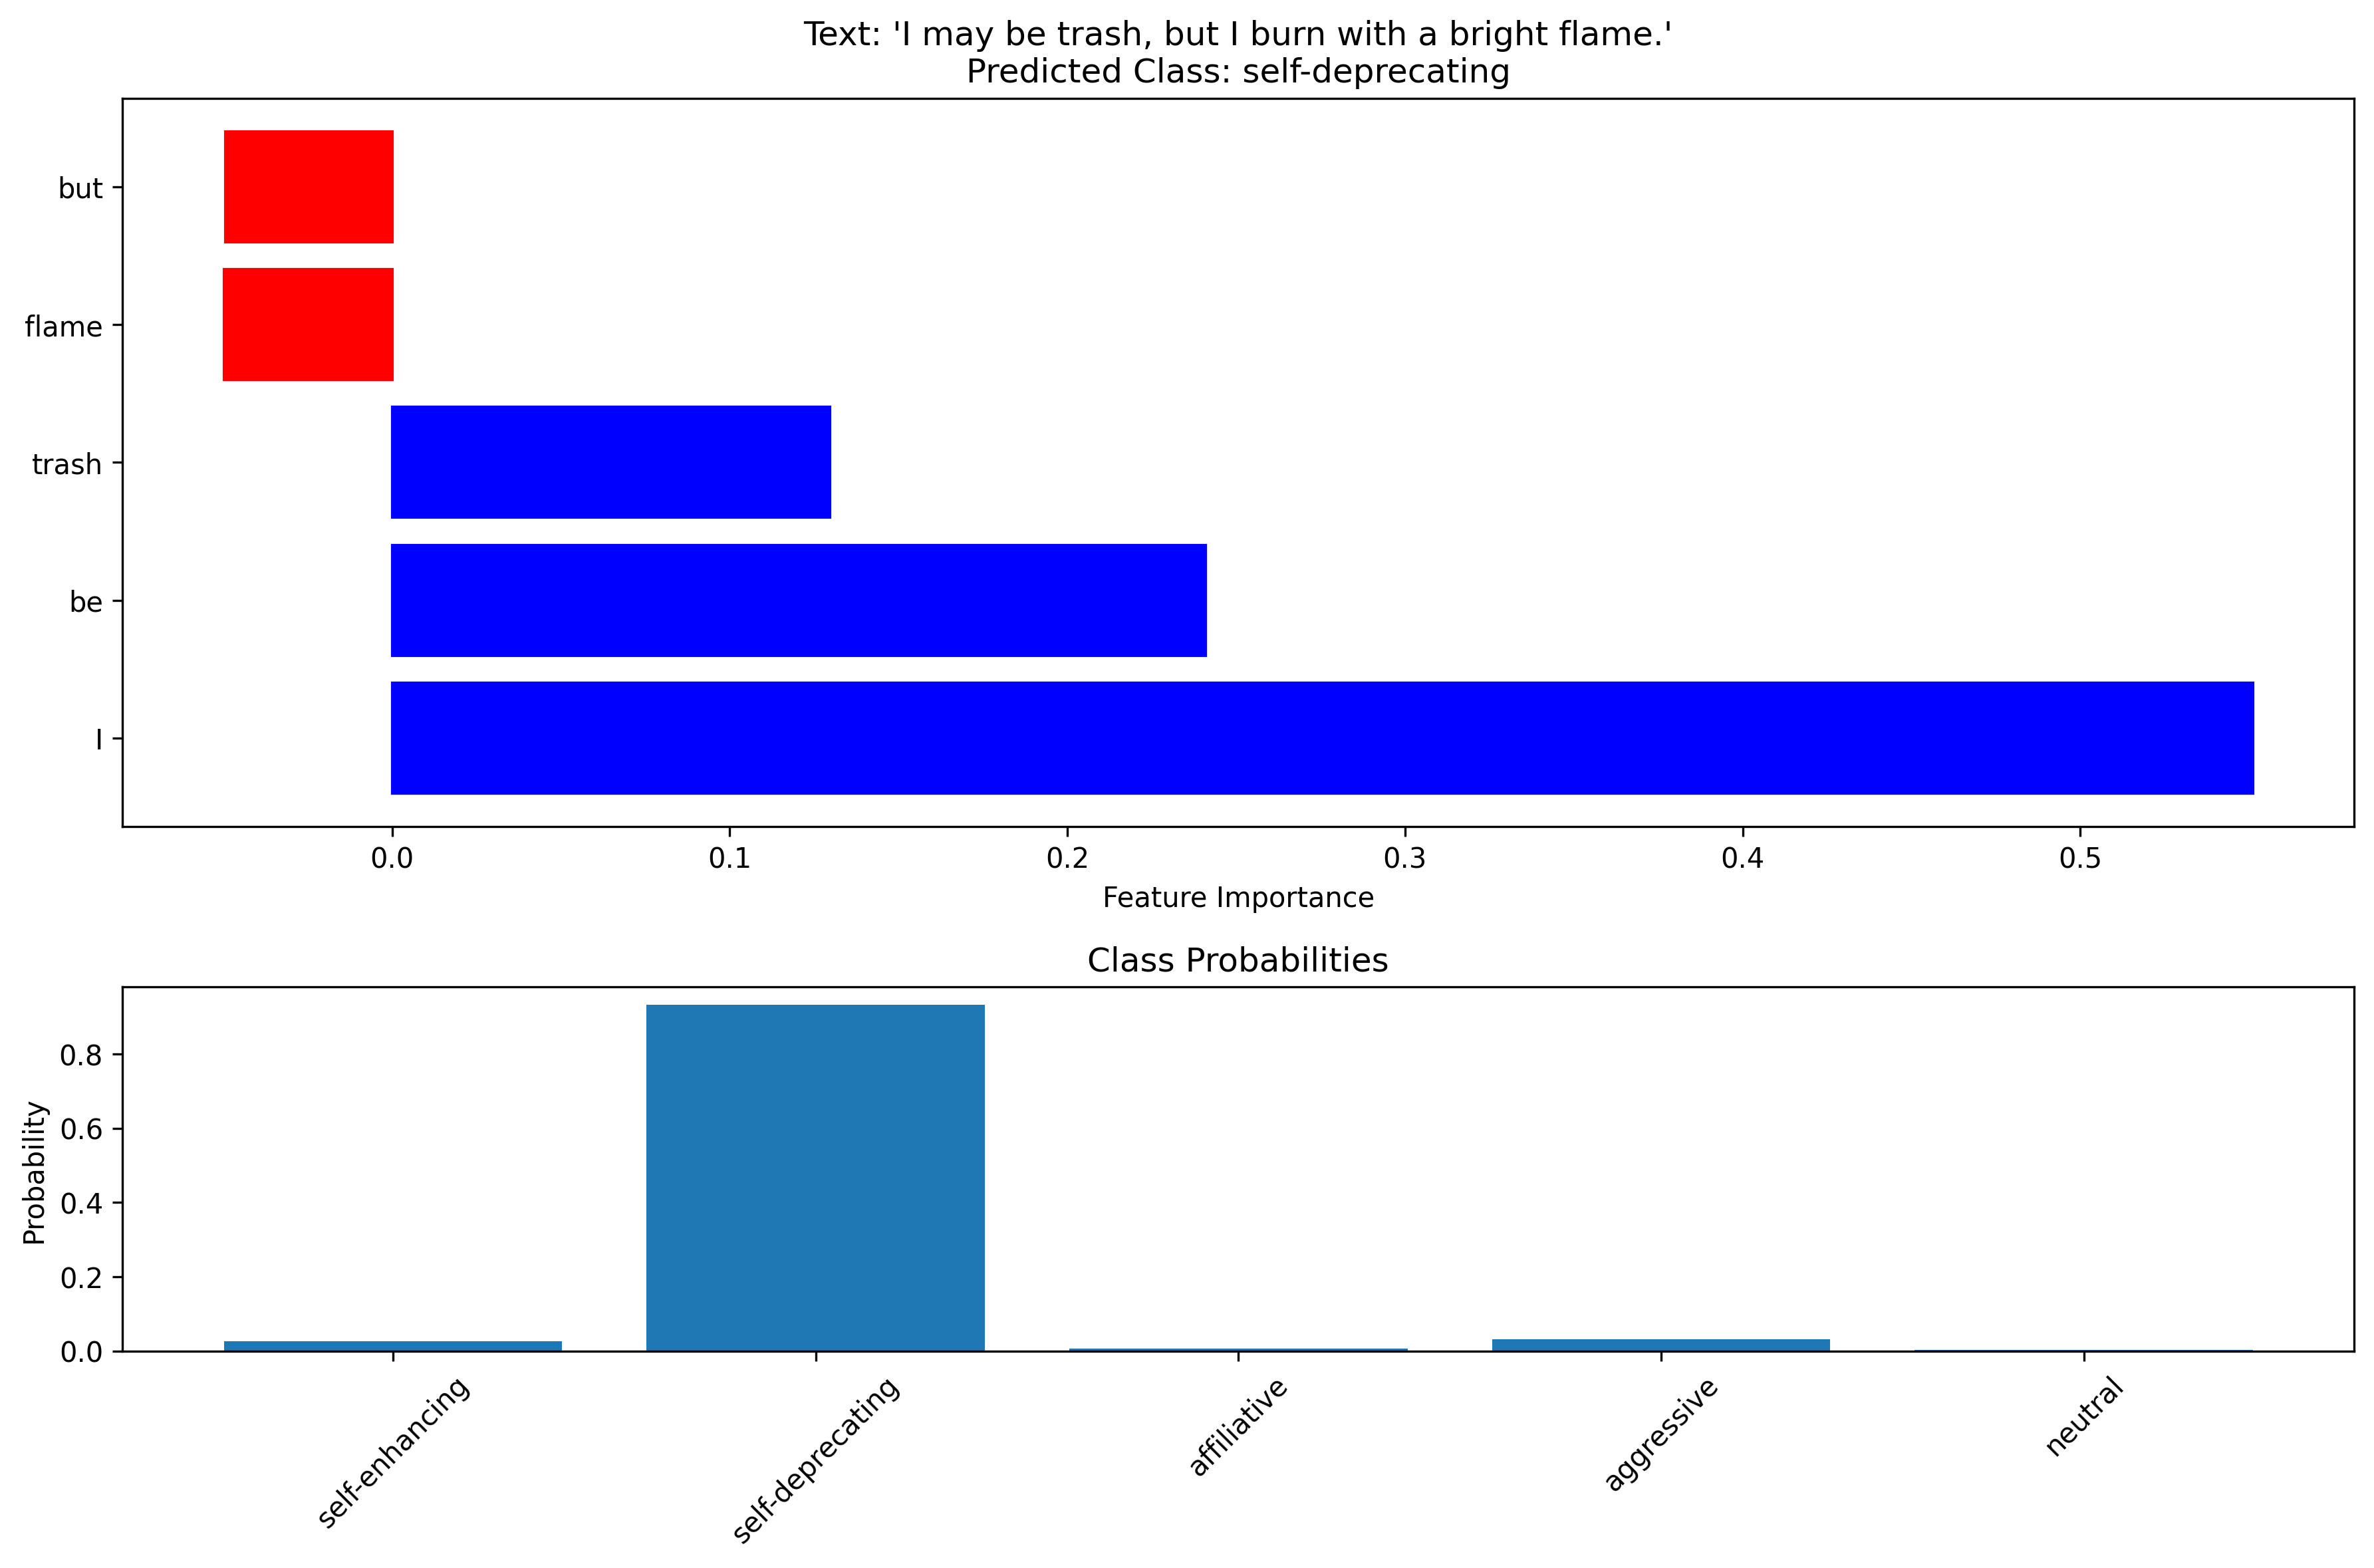 Text: 'I may be trash, but I burn with a bright flame.'
Predicted Class: self-deprecating
but
flame
trash
be
I
0.0 0.1 0.2 0.3 0.4 0.5
Feature Importance
Class Probabilities
Probability
0.8
0.6
0.4
0.2
0.0
self-enhancing self-deprecating affiliative aggressive neutral